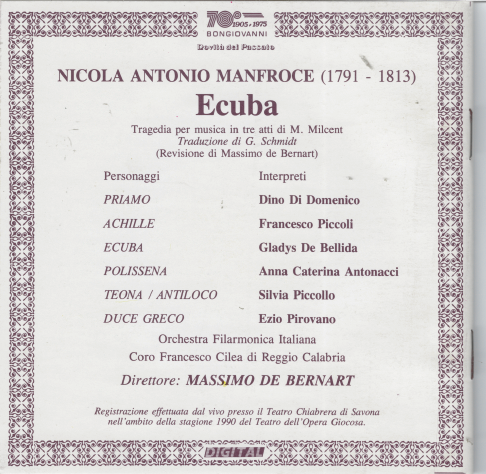 70° 1905-1975
BONGIOVANNI
Novità del Passato
NICOLA ANTONIO MANFROCE (1791 - 1813)
Ecuba
Tragedia per musica in tre atti di M. Milcent
Traduzione di G. Schmidt
(Revisione di Massimo de Bernart)
Personaggi Interpreti
PRIAMO Dino Di Domenico
ACHILLE Francesco Piccoli
ECUBA Gladys De Bellida
POLISSENA Anna Caterina Antonacci
TEONA / ANTILOCO Silvia Piccollo
DUCE GRECO Ezio Pirovano
Orchestra Filarmonica Italiana
Coro Francesco Cilea di Reggio Calabria
Direttore: MASSIMO DE BERNART
Registrazione effettuata dal vivo presso il Teatro Chiabrera di Savona
nell'ambito della stagione 1990 del Teatro dell'Opera Giocosa.
DIGITAL